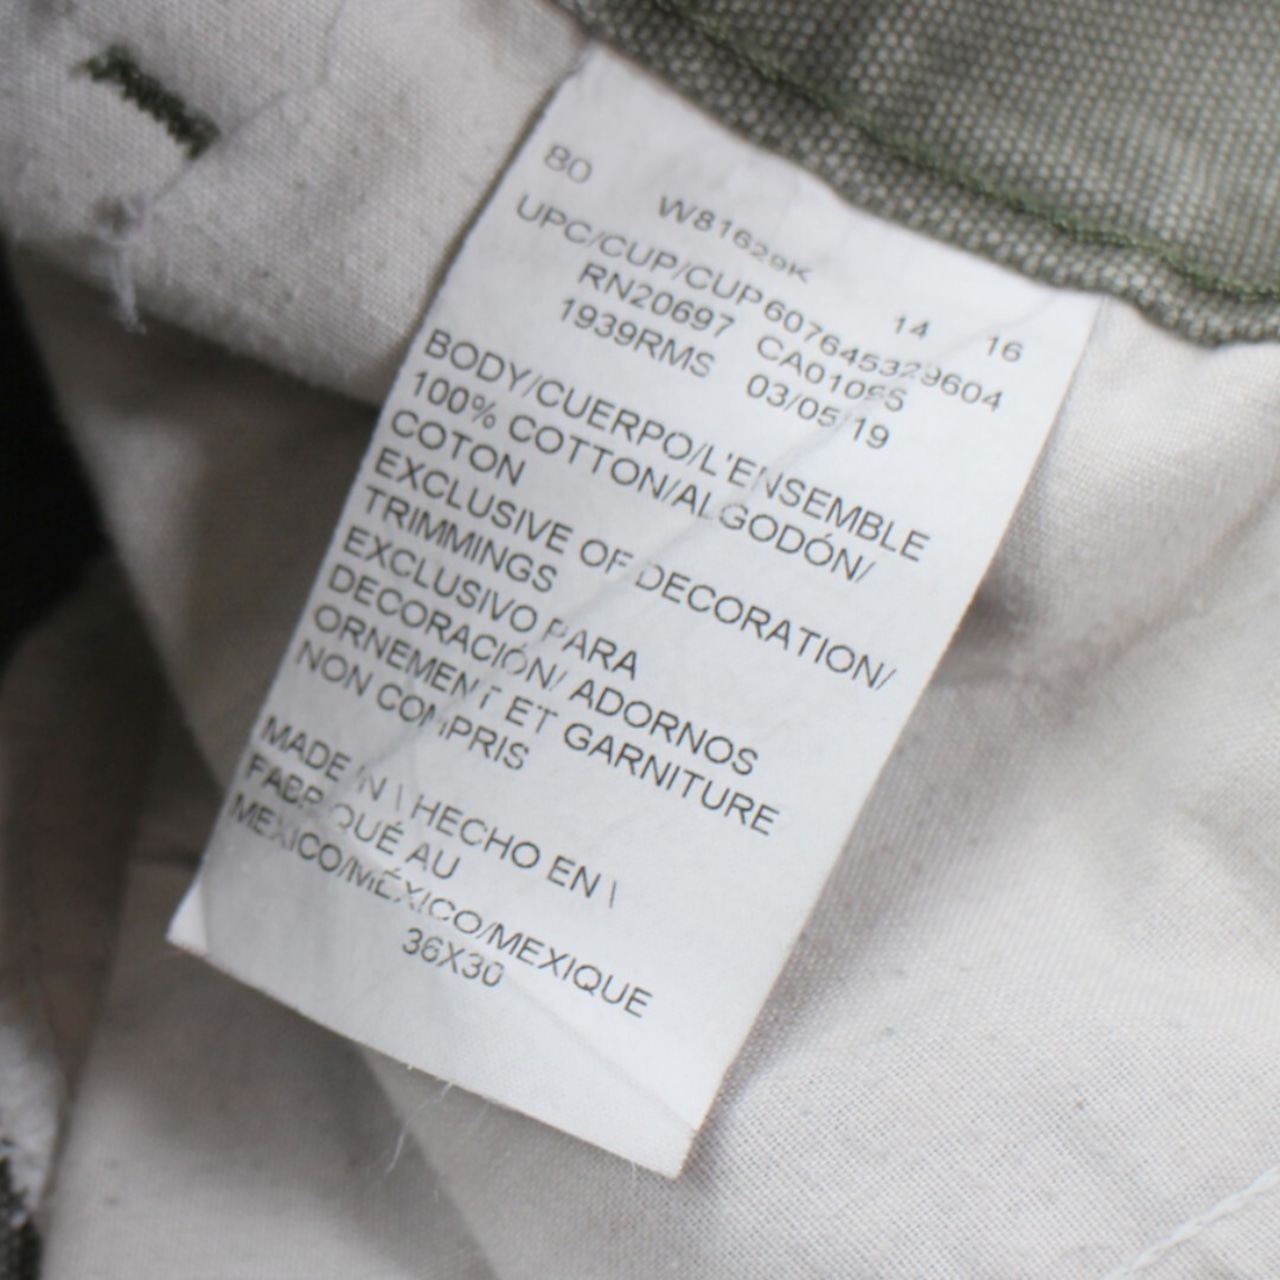 80 W81629K 14 16
UPC/CUP/CUP607645329604
RN20697 CA01095
1939RMS 03/05/19
BODY/CUERPO/L'ENSEMBLE
100% COTTON/ALGODÓN/
COTON
EXCLUSIVE OF DECORATION/
TRIMMINGS
EXCLUSIVO PARA
DECORACIÓN/ ADORNOS
ORNEMENT ET GARNITURE
NON COMPRIS
MADE IN \ HECHO EN \
FABRIQUÉ AU
MEXICO/MÉXICO/MEXIQUE
36X30